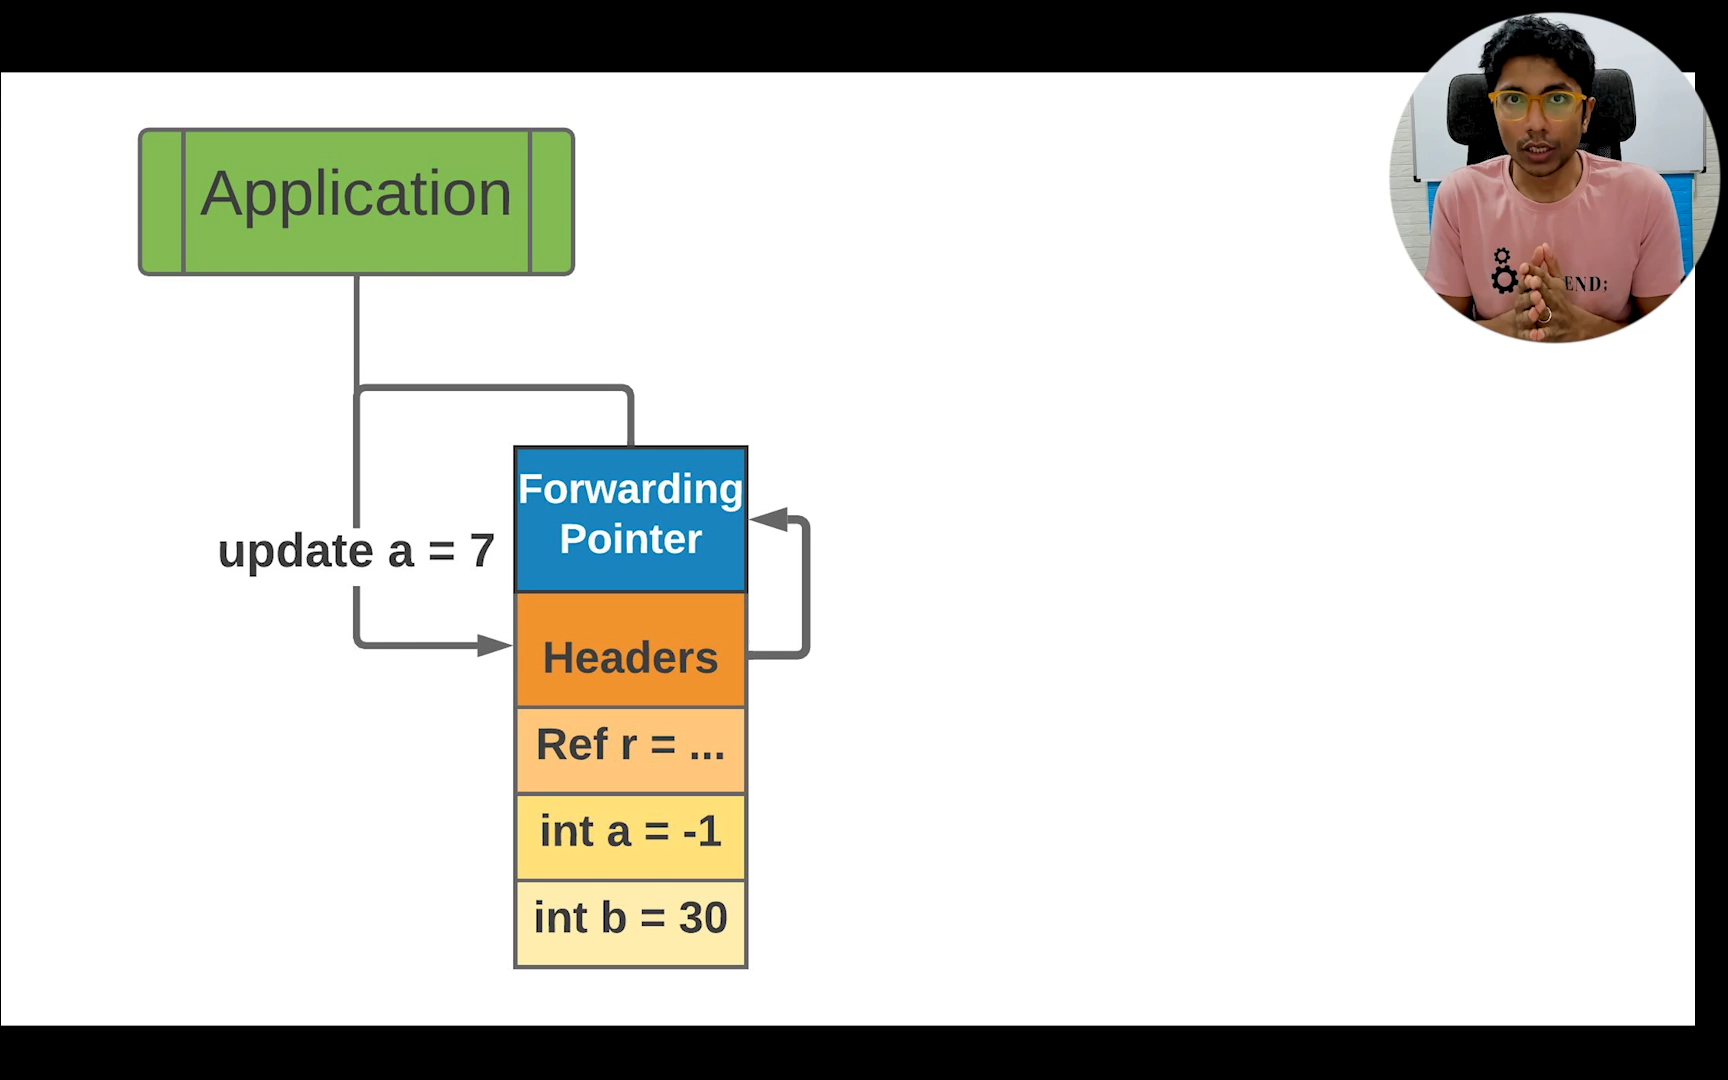 Application
update a = 7
Forwarding
Pointer
Headers
Ref r = ...
int a = -1
int b = 30
END;